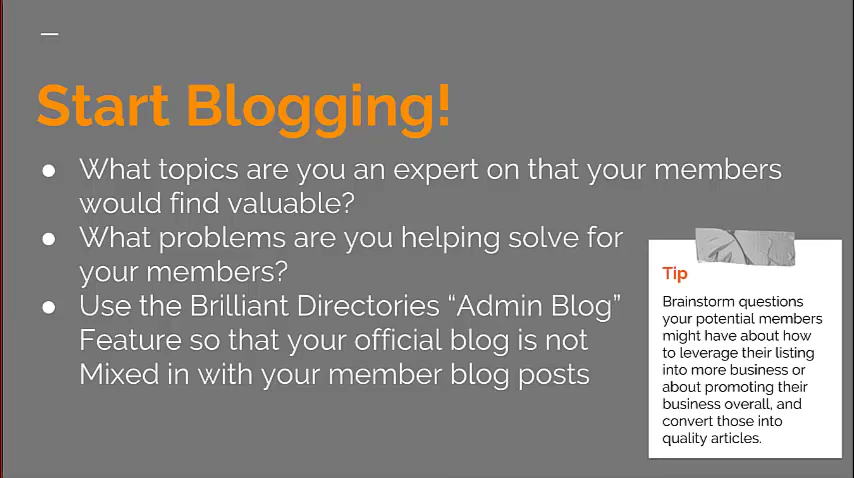 Start Blogging!
● What topics are you an expert on that your members
would find valuable?
● What problems are you helping solve for
your members?
● Use the Brilliant Directories “Admin Blog”
Feature so that your official blog is not
Mixed in with your member blog posts
Tip
Brainstorm questions
your potential members
might have about how
to leverage their listing
into more business or
about promoting their
business overall, and
convert those into
quality articles.